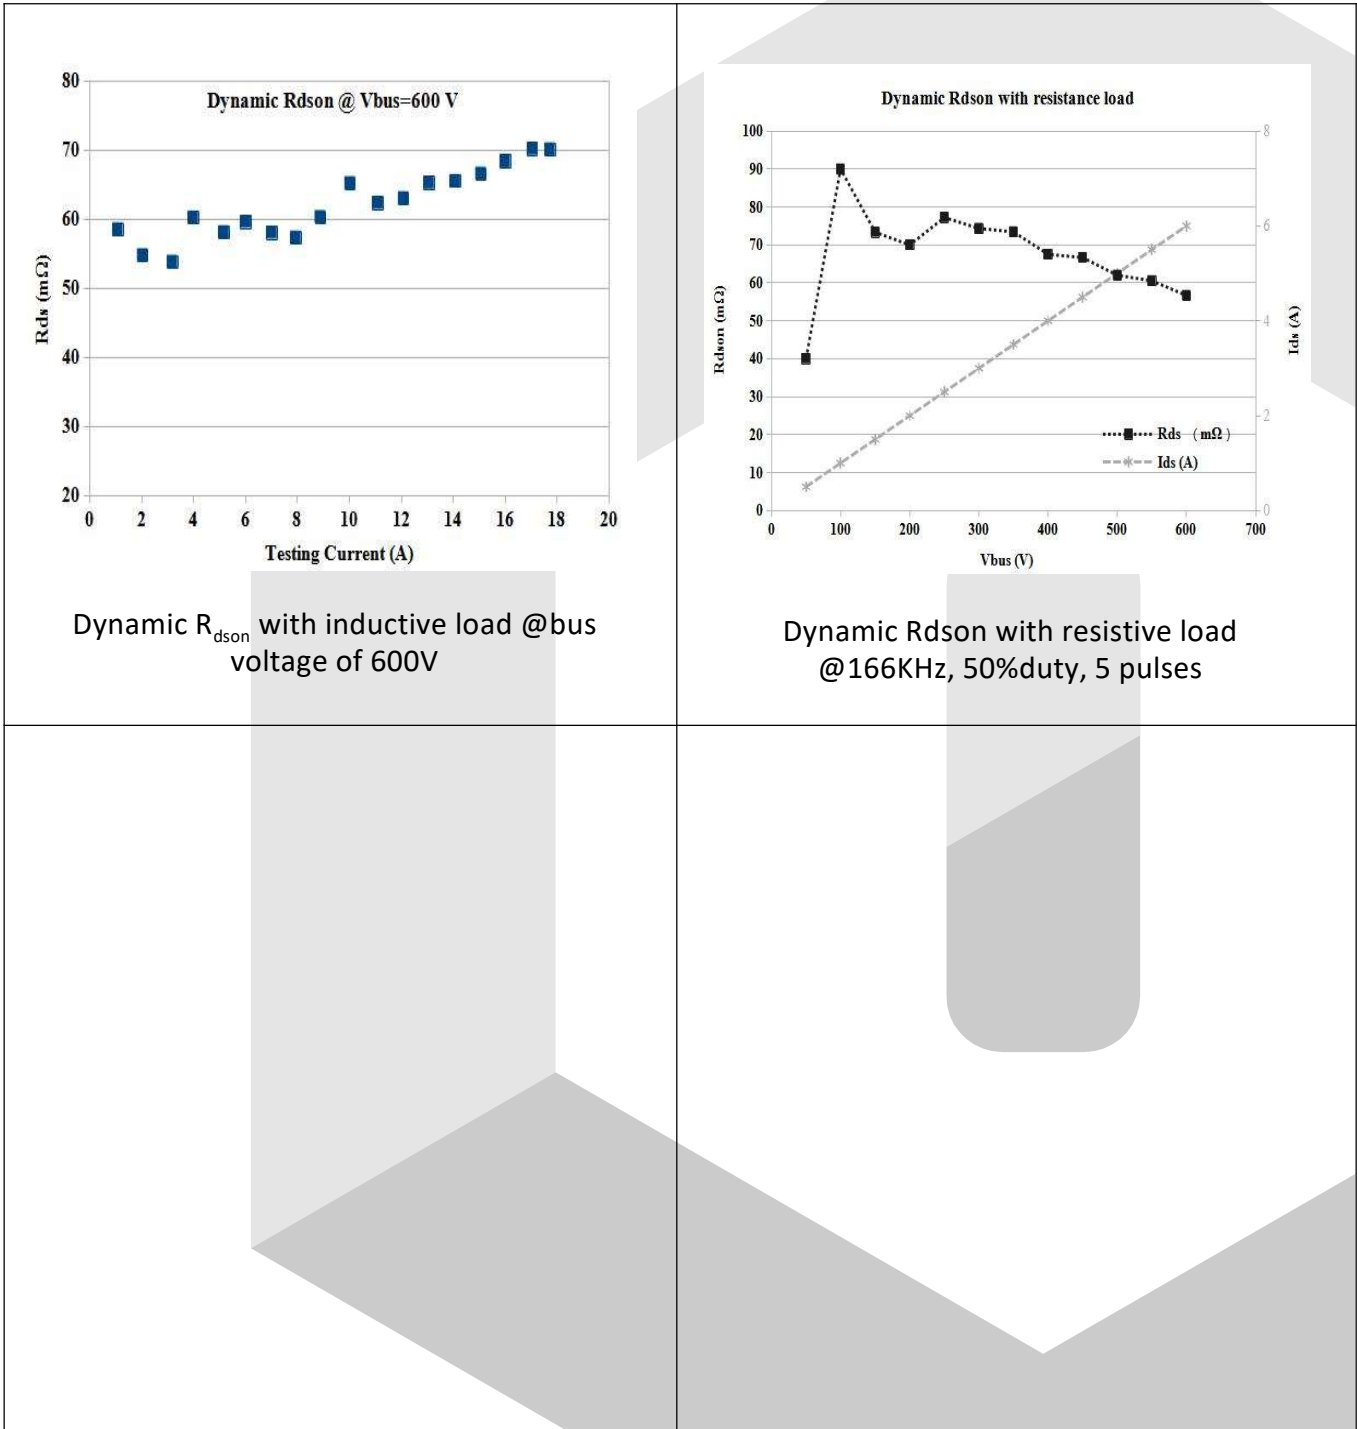 Dynamic Rdson @ Vbus=600 V
80
70
60
50
40
30
20
Rds (mΩ)
0 2 4 6 8 10 12 14 16 18 20
Testing Current (A)
Dynamic Rdson with inductive load @bus
voltage of 600V
Dynamic Rdson with resistance load
100
90
80
70
60
50
40
30
20
10
0
Rdson (mΩ)
8
6
4
2
0
Ids (A)
Rds (mΩ)
Ids (A)
0 100 200 300 400 500 600 700
Vbus (V)
Dynamic Rdson with resistive load
@166KHz, 50%duty, 5 pulses